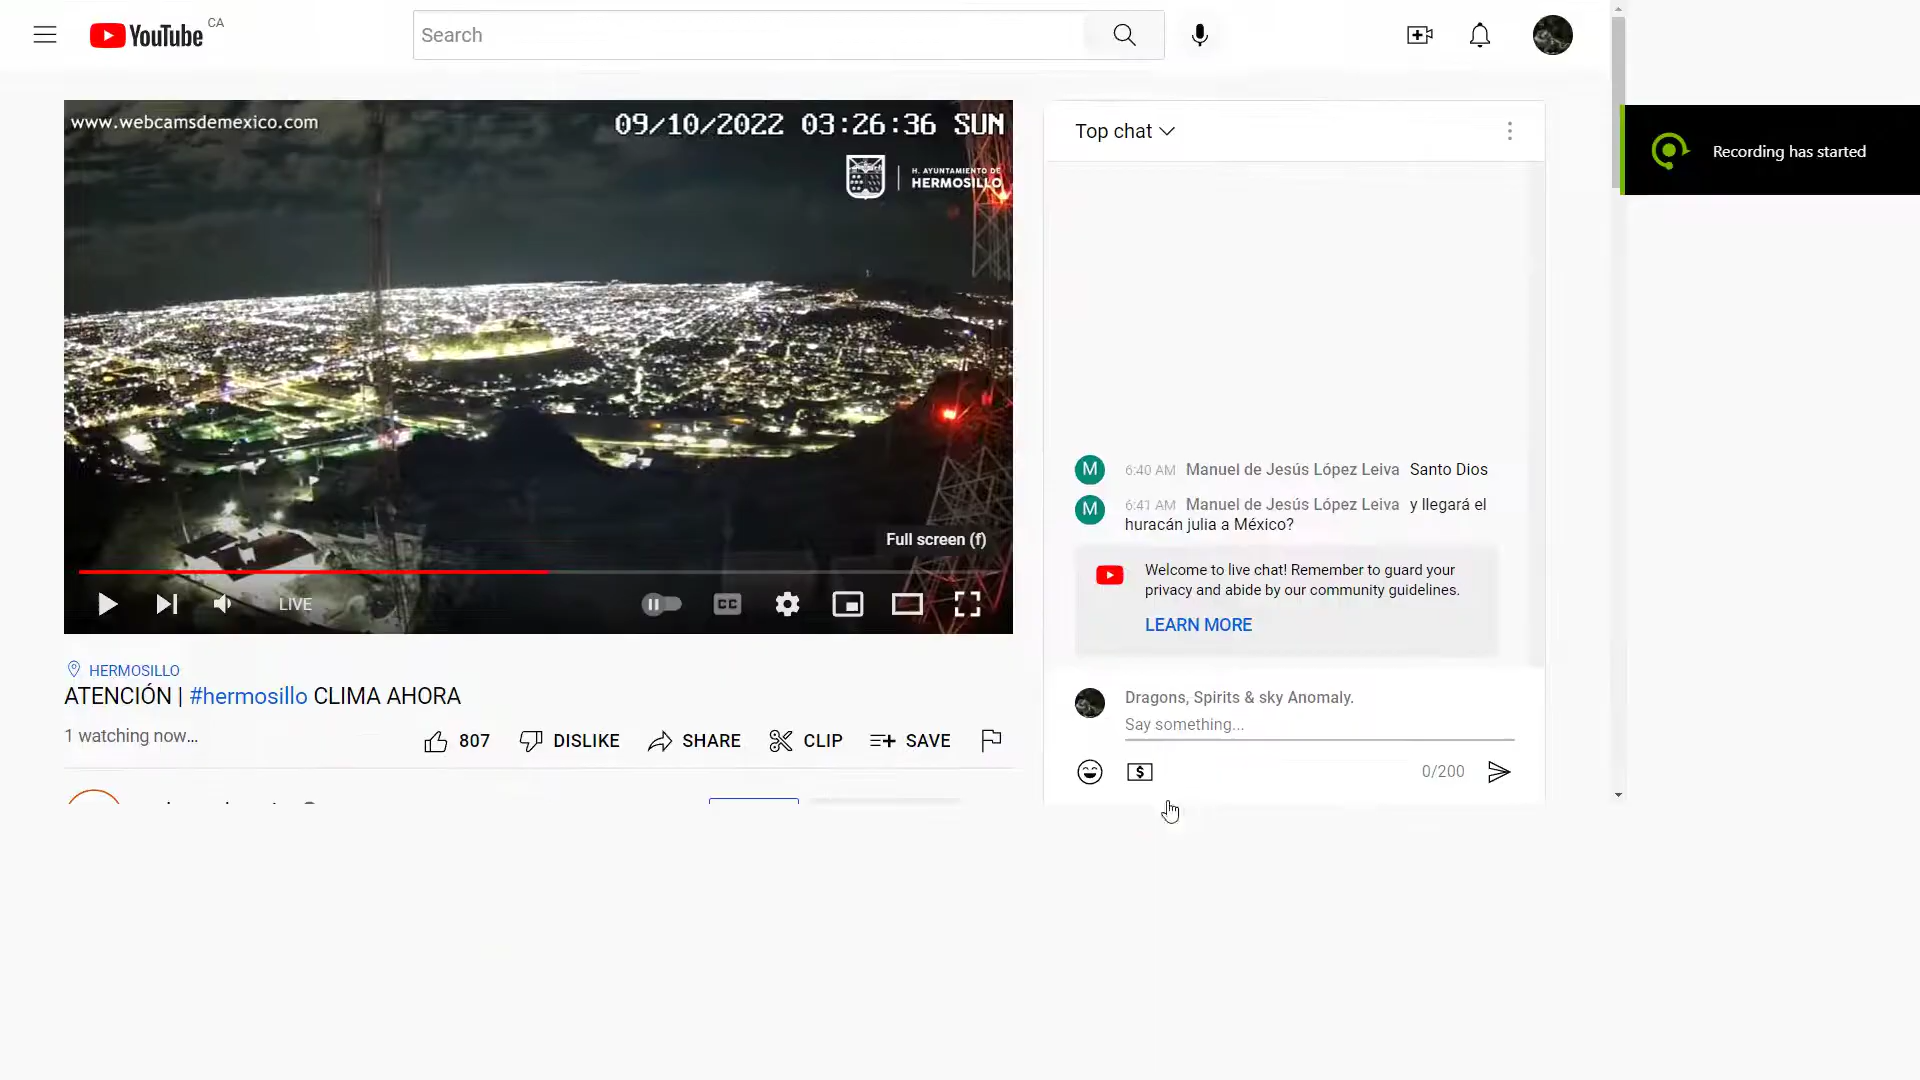 YouTube CA
Search
Recording has started
www.webcamsdemexico.com
09/10/2022 03:26:36 SUN
H. AYUNTAMIENTO DE
HERMOSILLO
Full screen (f)
LIVE
CC
HERMOSILLO
ATENCIÓN | #hermosillo CLIMA AHORA
1 watching now...
807
DISLIKE
SHARE
CLIP
SAVE
Top chat
M
6:40 AM Manuel de Jesús López Leiva Santo Dios
M
6:41 AM Manuel de Jesús López Leiva y llegará el
huracán julia a México?
Welcome to live chat! Remember to guard your
privacy and abide by our community guidelines.
LEARN MORE
Dragons, Spirits & sky Anomaly.
Say something...
$
0/200